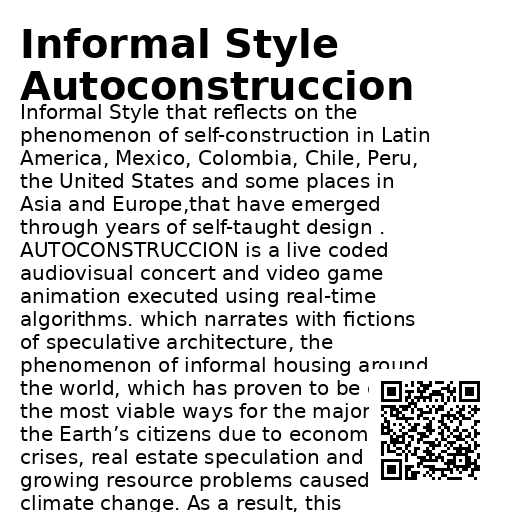 Informal Style
Autoconstruccion
Informal Style that reflects on the
phenomenon of self-construction in Latin
America, Mexico, Colombia, Chile, Peru,
the United States and some places in
Asia and Europe,that have emerged
through years of self-taught design .
AUTOCONSTRUCCION is a live coded
audiovisual concert and video game
animation executed using real-time
algorithms. which narrates with fictions
of speculative architecture, the
phenomenon of informal housing around
the world, which has proven to be
the most viable ways for the major
the Earth’s citizens due to econom
crises, real estate speculation and
growing resource problems caused
climate change. As a result, this